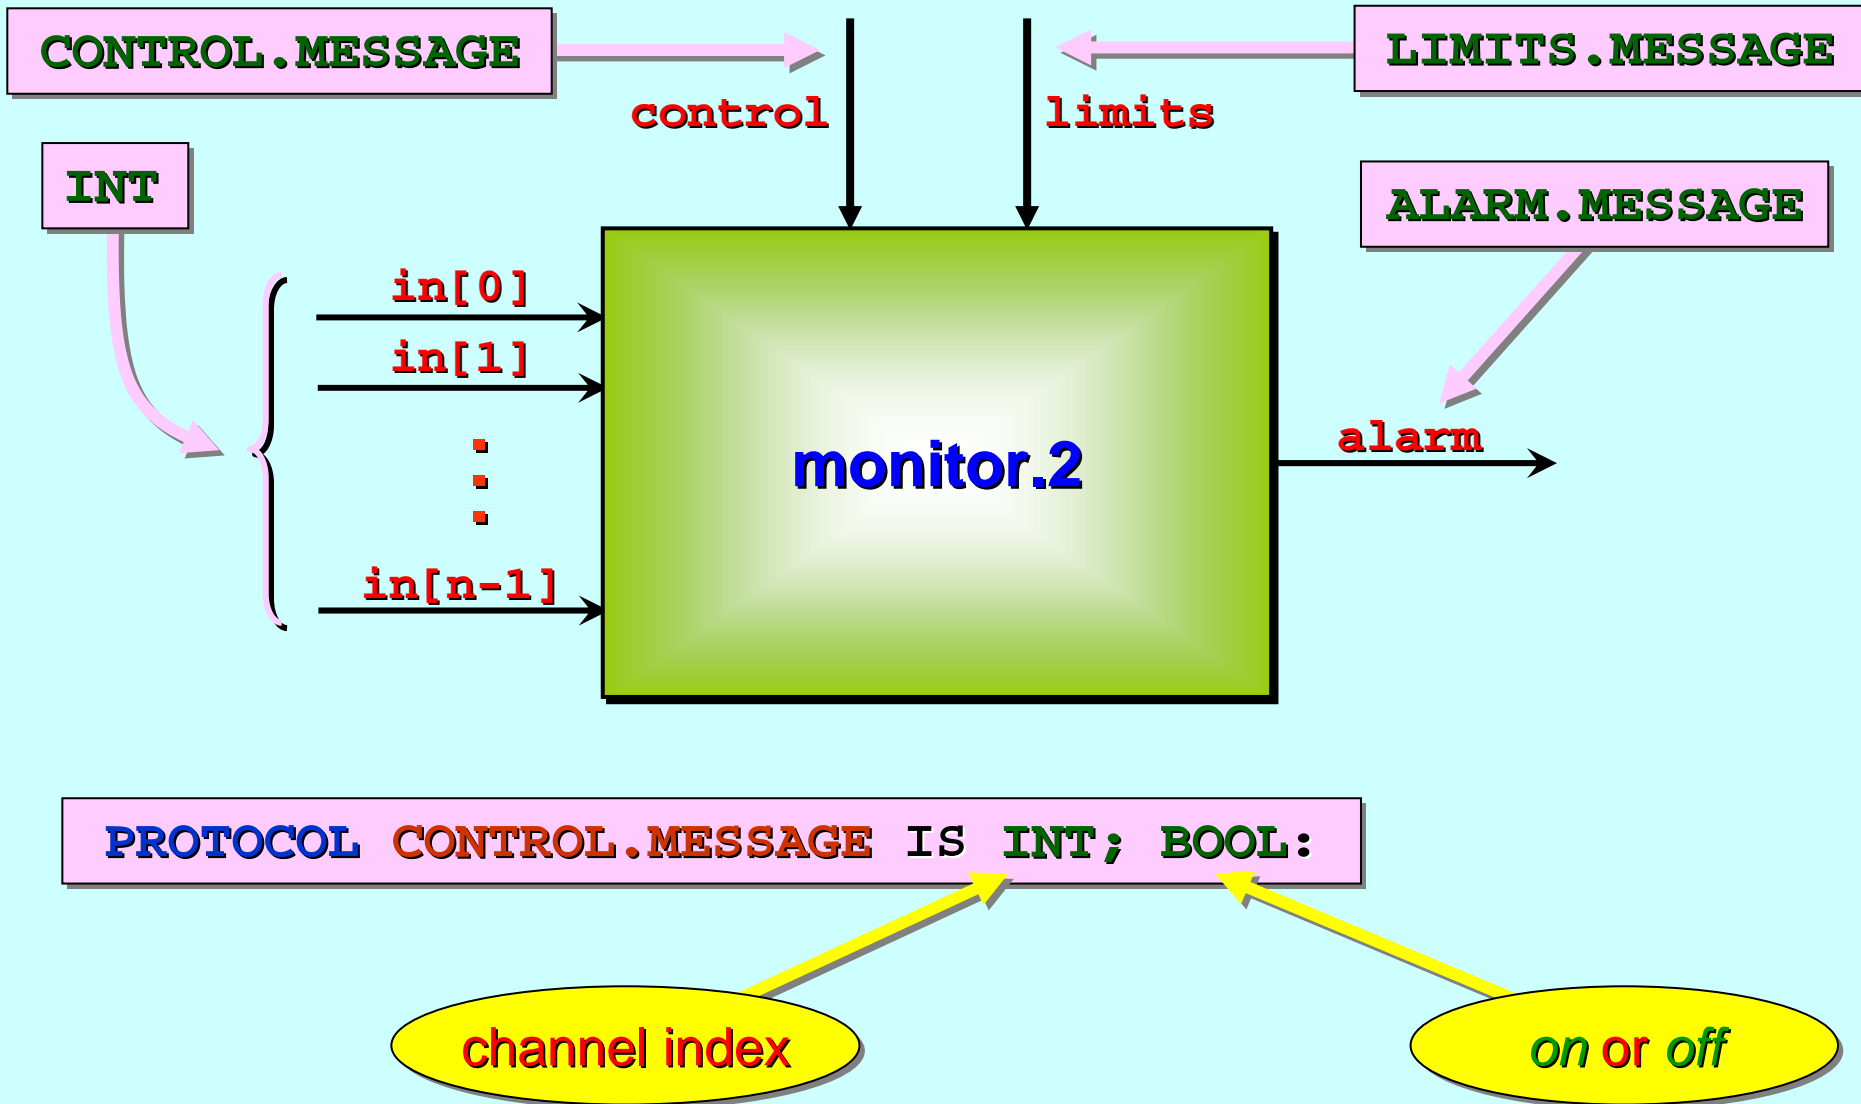 CONTROL.MESSAGE
LIMITS.MESSAGE
control
limits
INT
ALARM.MESSAGE
in[0]
in[1]
alarm
monitor.2
in[n-1]
PROTOCOL CONTROL.MESSAGE IS INT; BOOL:
channel index
on or off